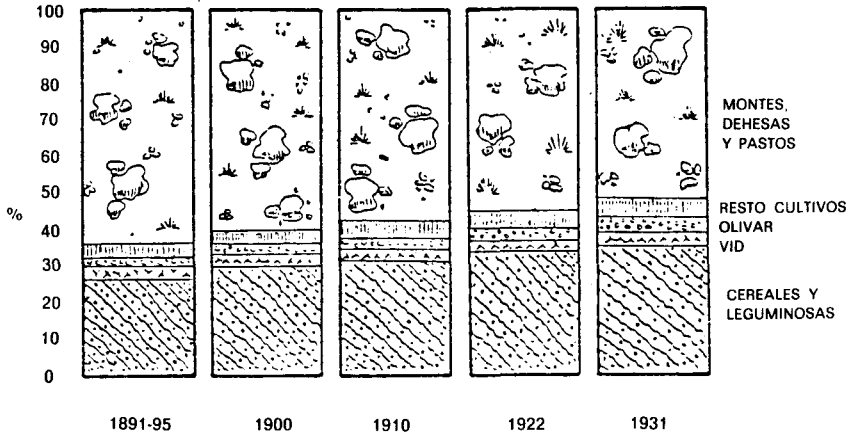 100
90
80
70
60
50
%
40
30
20
10
0
MONTES,
DEHESAS
Y PASTOS
RESTO CULTIVOS
OLIVAR
VID
CEREALES Y
LEGUMINOSAS
1891-95 1900 1910 1922 1931